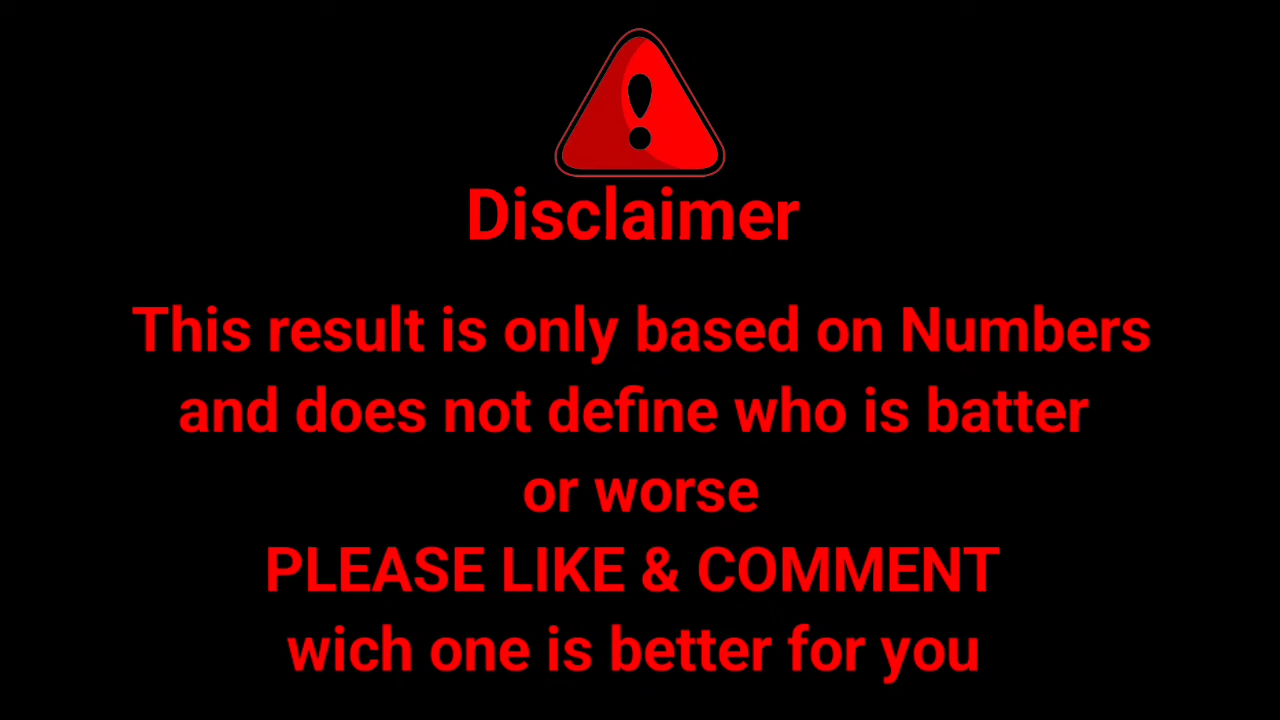 Disclaimer
This result is only based on Numbers
and does not define who is batter
or worse
PLEASE LIKE & COMMENT
wich one is better for you